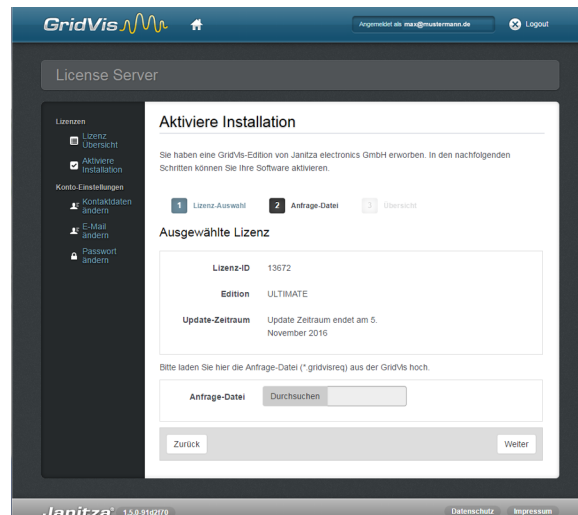 GridVis
Angemeldet als max@mustermann.de
Logout
License Server
Lizenzen
Lizenz
Übersicht
Aktiviere
Installation
Konto-Einstellungen
Kontaktdaten
ändern
E-Mail
ändern
Passwort
ändern
Aktiviere Installation
Sie haben eine GridVis-Edition von Janitza electronics GmbH erworben. In den nachfolgenden
Schritten können Sie Ihre Software aktivieren.
1 Lizenz-Auswahl 2 Anfrage-Datei 3 Übersicht
Ausgewählte Lizenz
Lizenz-ID 13672
Edition ULTIMATE
Update-Zeitraum Update Zeitraum endet am 5.
November 2016
Bitte laden Sie hier die Anfrage-Datei (*.gridvisreq) aus der GridVis hoch.
Anfrage-Datei Durchsuchen
Zurück Weiter
Janitza® 1.5.0-91d2f70 Datenschutz Impressum